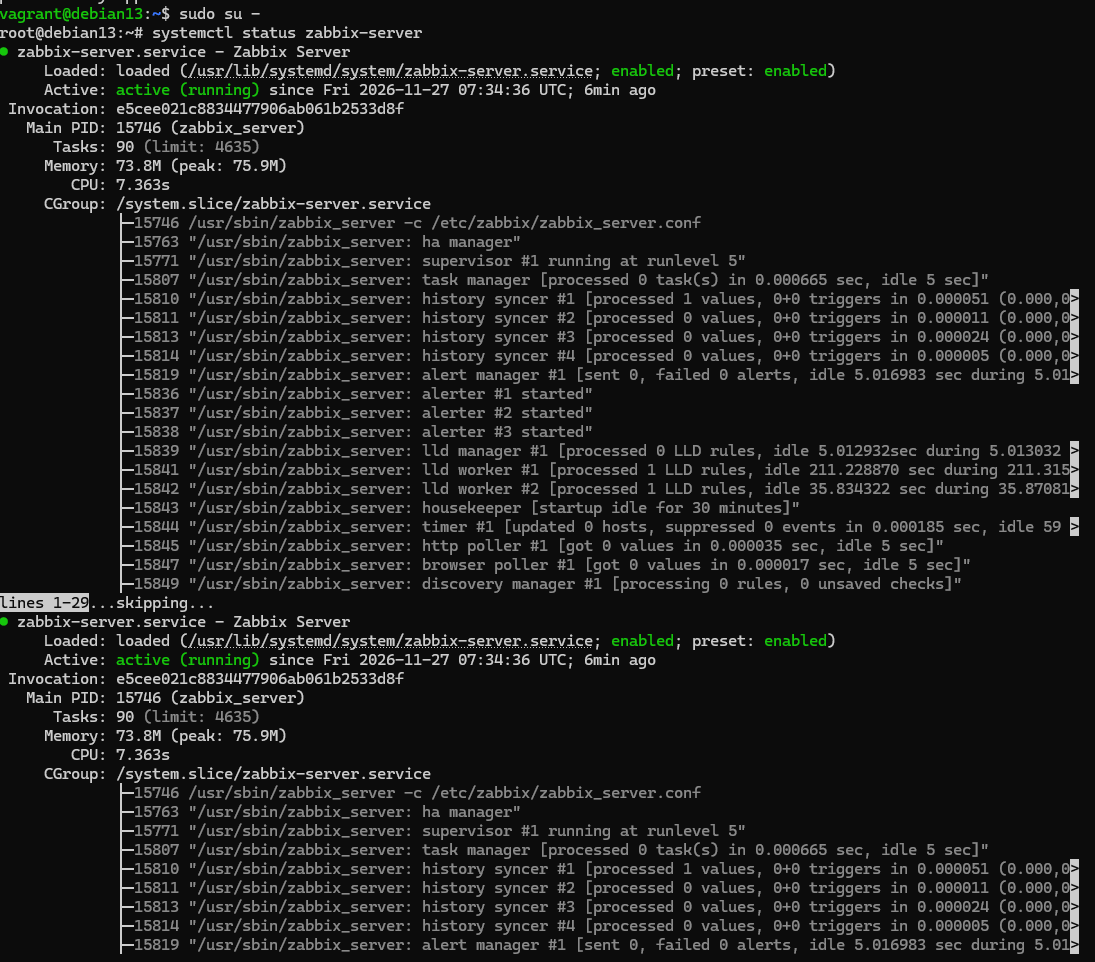 vagrant@debian13:~$ sudo su -
root@debian13:~# systemctl status zabbix-server
● zabbix-server.service - Zabbix Server
     Loaded: loaded (/usr/lib/systemd/system/zabbix-server.service; enabled; preset: enabled)
     Active: active (running) since Fri 2026-11-27 07:34:36 UTC; 6min ago
 Invocation: e5cee021c8834477906ab061b2533d8f
   Main PID: 15746 (zabbix_server)
      Tasks: 90 (limit: 4635)
     Memory: 73.8M (peak: 75.9M)
        CPU: 7.363s
     CGroup: /system.slice/zabbix-server.service
             ├─15746 /usr/sbin/zabbix_server -c /etc/zabbix/zabbix_server.conf
             ├─15763 "/usr/sbin/zabbix_server: ha manager"
             ├─15771 "/usr/sbin/zabbix_server: supervisor #1 running at runlevel 5"
             ├─15807 "/usr/sbin/zabbix_server: task manager [processed 0 task(s) in 0.000665 sec, idle 5 sec]"
             ├─15810 "/usr/sbin/zabbix_server: history syncer #1 [processed 1 values, 0+0 triggers in 0.000051 (0.000,0>
             ├─15811 "/usr/sbin/zabbix_server: history syncer #2 [processed 0 values, 0+0 triggers in 0.000011 (0.000,0>
             ├─15813 "/usr/sbin/zabbix_server: history syncer #3 [processed 0 values, 0+0 triggers in 0.000024 (0.000,0>
             ├─15814 "/usr/sbin/zabbix_server: history syncer #4 [processed 0 values, 0+0 triggers in 0.000005 (0.000,0>
             ├─15819 "/usr/sbin/zabbix_server: alert manager #1 [sent 0, failed 0 alerts, idle 5.016983 sec during 5.01>
             ├─15836 "/usr/sbin/zabbix_server: alerter #1 started"
             ├─15837 "/usr/sbin/zabbix_server: alerter #2 started"
             ├─15838 "/usr/sbin/zabbix_server: alerter #3 started"
             ├─15839 "/usr/sbin/zabbix_server: lld manager #1 [processed 0 LLD rules, idle 5.012932sec during 5.013032 >
             ├─15841 "/usr/sbin/zabbix_server: lld worker #1 [processed 1 LLD rules, idle 211.228870 sec during 211.315>
             ├─15842 "/usr/sbin/zabbix_server: lld worker #2 [processed 1 LLD rules, idle 35.834322 sec during 35.87081>
             ├─15843 "/usr/sbin/zabbix_server: housekeeper [startup idle for 30 minutes]"
             ├─15844 "/usr/sbin/zabbix_server: timer #1 [updated 0 hosts, suppressed 0 events in 0.000185 sec, idle 59 >
             ├─15845 "/usr/sbin/zabbix_server: http poller #1 [got 0 values in 0.000035 sec, idle 5 sec]"
             ├─15847 "/usr/sbin/zabbix_server: browser poller #1 [got 0 values in 0.000017 sec, idle 5 sec]"
             ├─15849 "/usr/sbin/zabbix_server: discovery manager #1 [processing 0 rules, 0 unsaved checks]"
lines 1-29...skipping...
● zabbix-server.service - Zabbix Server
     Loaded: loaded (/usr/lib/systemd/system/zabbix-server.service; enabled; preset: enabled)
     Active: active (running) since Fri 2026-11-27 07:34:36 UTC; 6min ago
 Invocation: e5cee021c8834477906ab061b2533d8f
   Main PID: 15746 (zabbix_server)
      Tasks: 90 (limit: 4635)
     Memory: 73.8M (peak: 75.9M)
        CPU: 7.363s
     CGroup: /system.slice/zabbix-server.service
             ├─15746 /usr/sbin/zabbix_server -c /etc/zabbix/zabbix_server.conf
             ├─15763 "/usr/sbin/zabbix_server: ha manager"
             ├─15771 "/usr/sbin/zabbix_server: supervisor #1 running at runlevel 5"
             ├─15807 "/usr/sbin/zabbix_server: task manager [processed 0 task(s) in 0.000665 sec, idle 5 sec]"
             ├─15810 "/usr/sbin/zabbix_server: history syncer #1 [processed 1 values, 0+0 triggers in 0.000051 (0.000,0>
             ├─15811 "/usr/sbin/zabbix_server: history syncer #2 [processed 0 values, 0+0 triggers in 0.000011 (0.000,0>
             ├─15813 "/usr/sbin/zabbix_server: history syncer #3 [processed 0 values, 0+0 triggers in 0.000024 (0.000,0>
             ├─15814 "/usr/sbin/zabbix_server: history syncer #4 [processed 0 values, 0+0 triggers in 0.000005 (0.000,0>
             ├─15819 "/usr/sbin/zabbix_server: alert manager #1 [sent 0, failed 0 alerts, idle 5.016983 sec during 5.01>